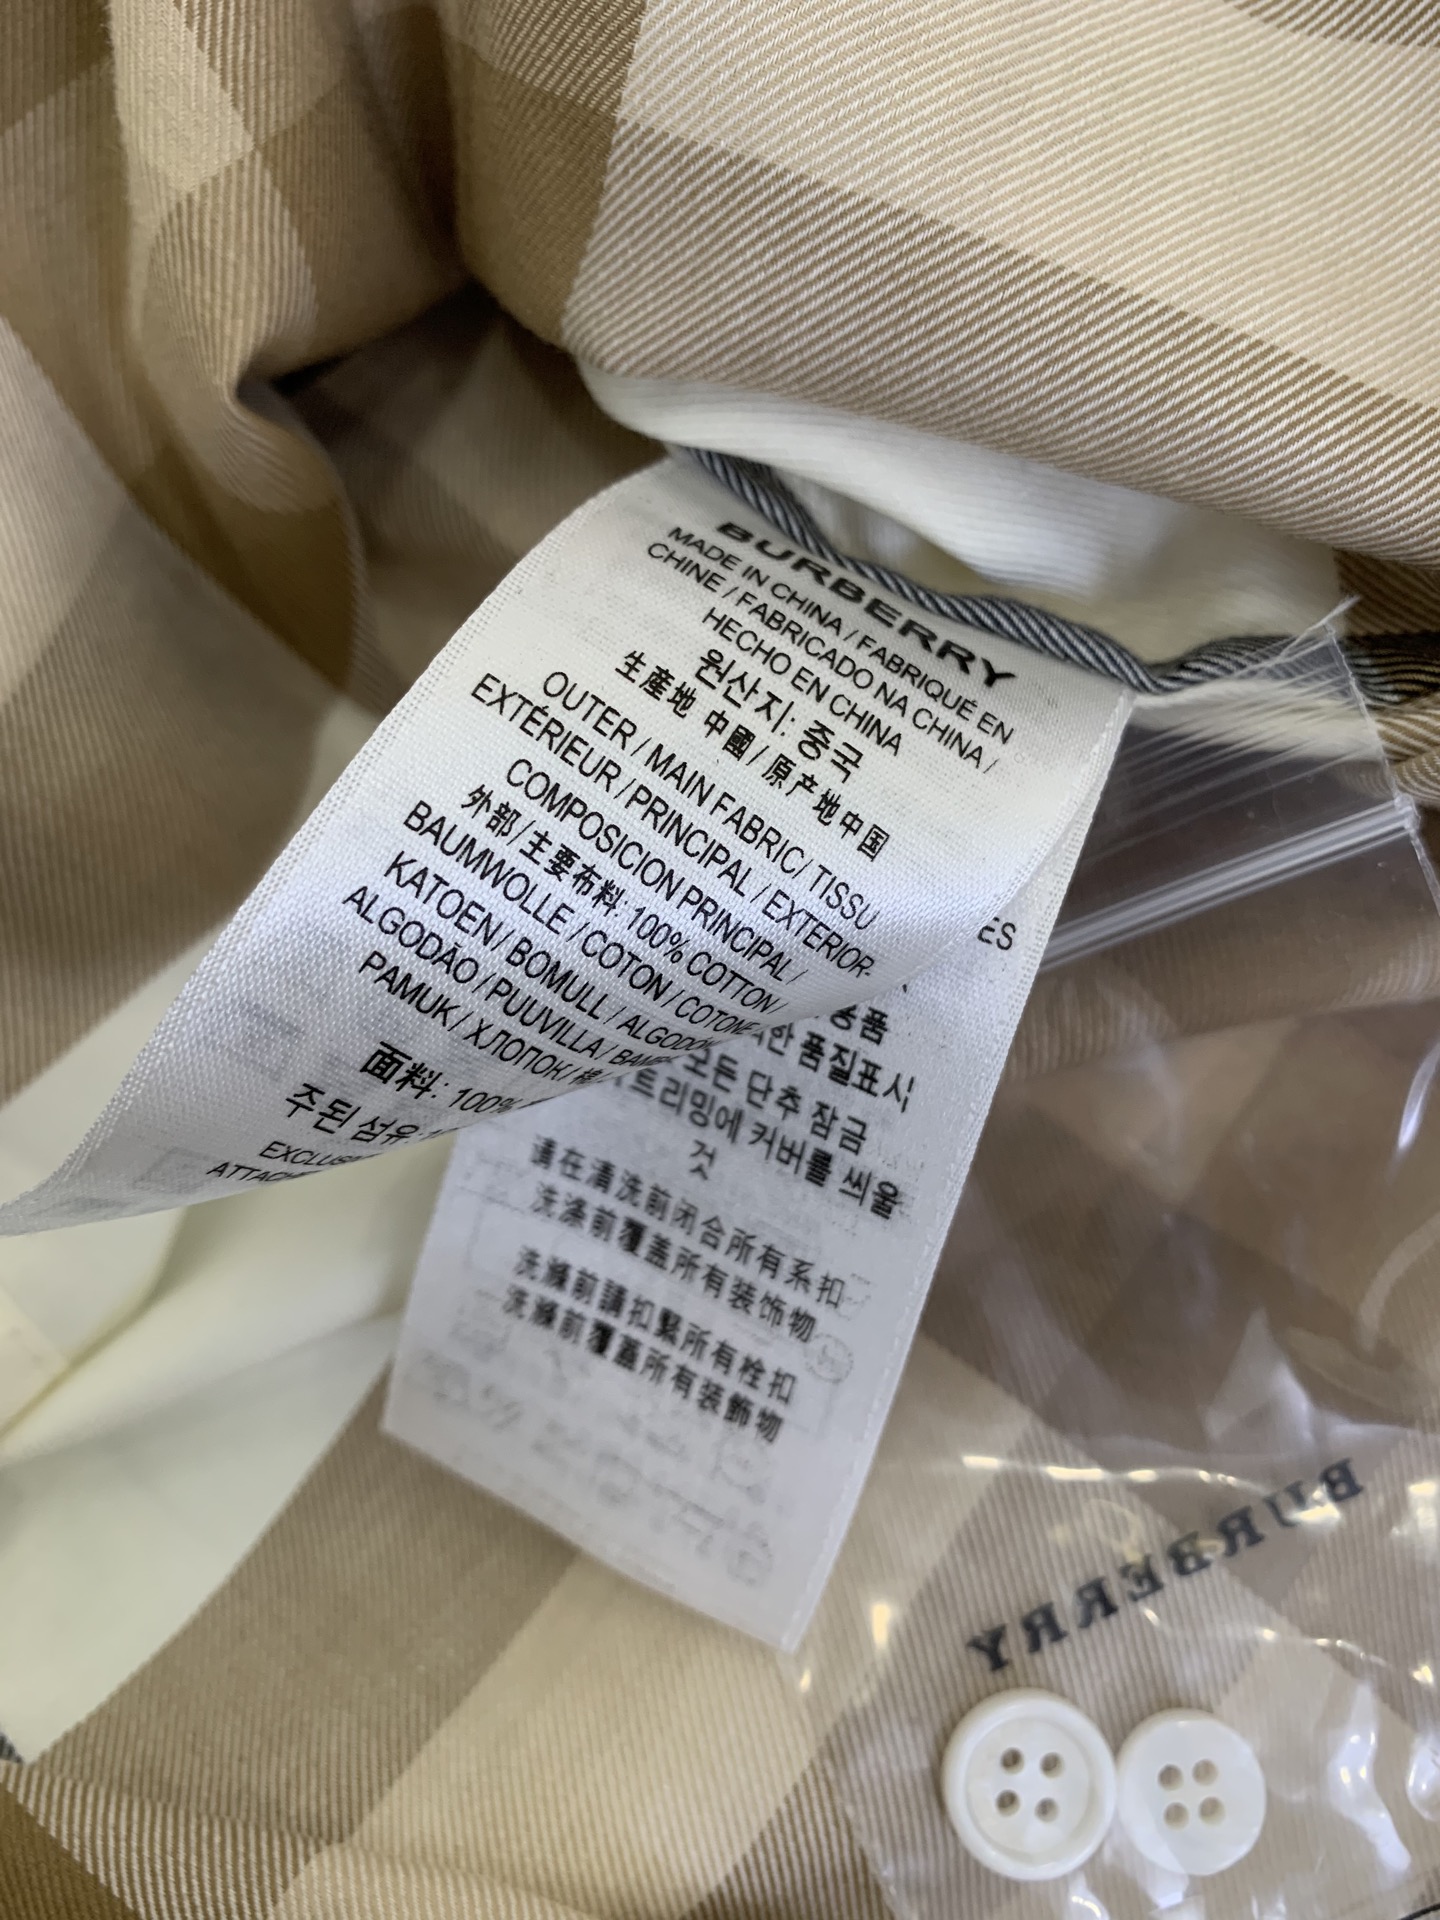 BURBERRY
MADE IN CHINA / FABRIQUÉ EN
CHINE / FABRICADO NA CHINA /
HECHO EN CHINA
원산지: 중국
生產地 中國 / 原产地中国
OUTER / MAIN FABRIC / TISSU
EXTÉRIEUR / PRINCIPAL / EXTERIOR-
COMPOSICION PRINCIPAL /
外部 / 主要布料: 100% COTTON /
BAUMWOLLE / COTON / COTONE
KATOEN / BOMULL / ALGODÓN
ALGODÃO / PUUVILLA /
PAMUK / ХЛОПОК / 棉 /
面料: 100%
주된 섬유:
ES
용품
한 품질표시
모든 단추 잠금
트리밍에 커버를 씌울
것
請在清洗前闭合所有系扣
洗涤前覆盖所有装饰物
洗滌前請扣緊所有栓扣
洗滌前覆蓋所有裝飾物
BURBERRY